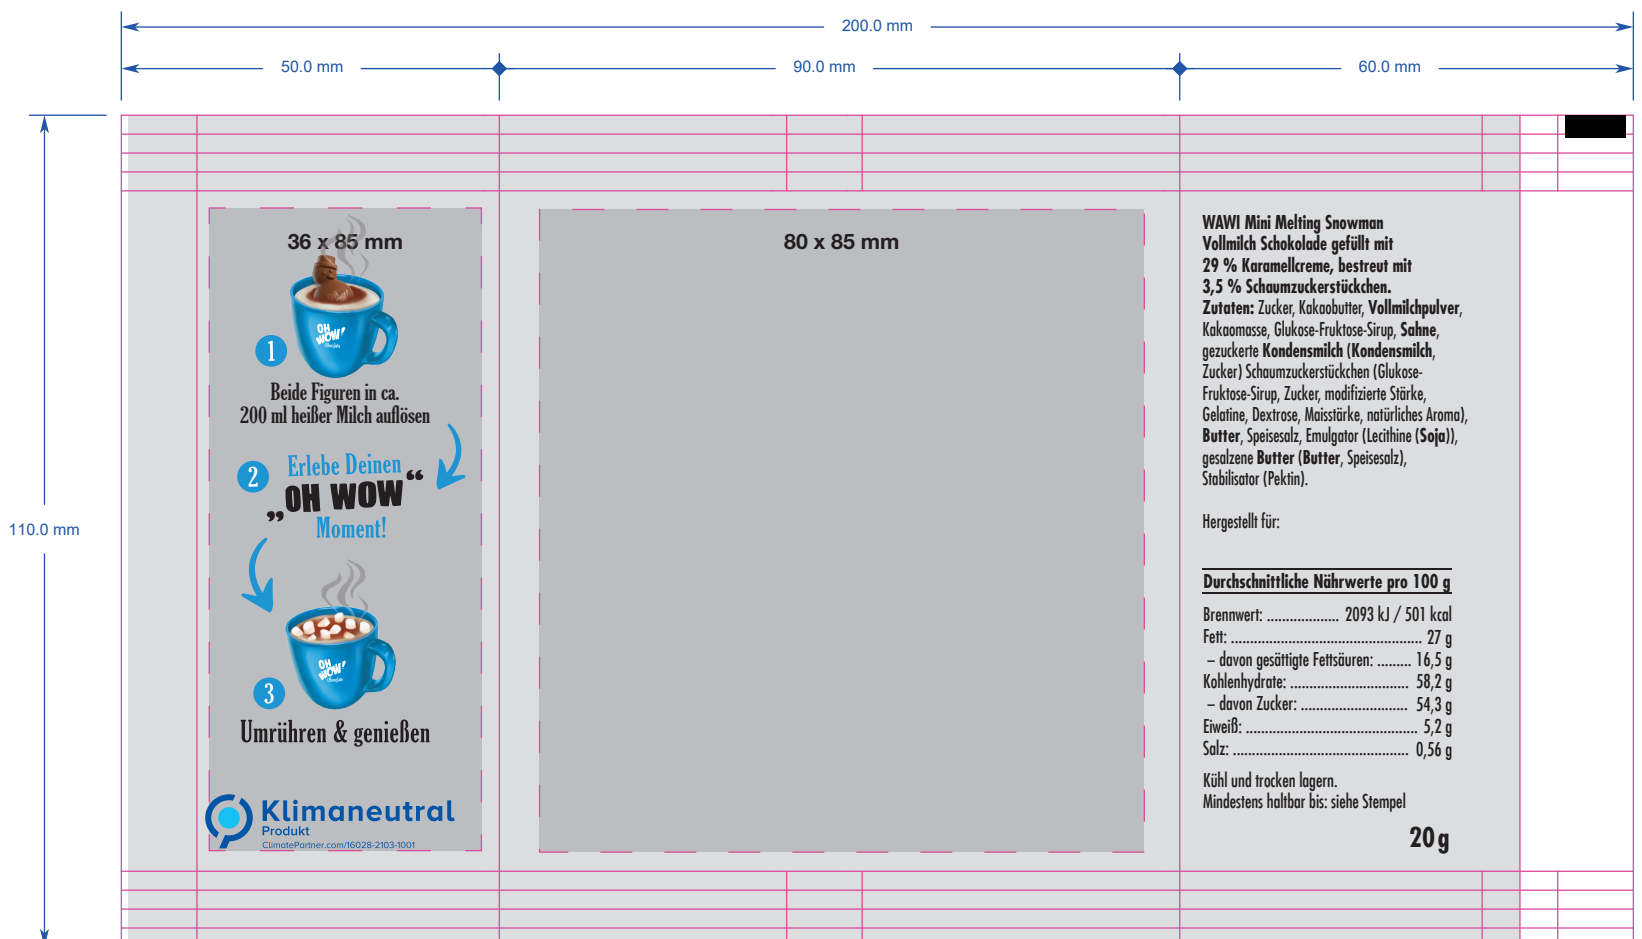 200.0 mm
50.0 mm
90.0 mm
60.0 mm
110.0 mm
36 x 85 mm
OH
WOW!
1
Beide Figuren in ca.
200 ml heißer Milch auflösen
2
Erlebe Deinen
„OH WOW“
Moment!
OH
WOW!
3
Umrühren & genießen
Klimaneutral
Produkt
ClimatePartner.com/16028-2103-1001
80 x 85 mm
WAWI Mini Melting Snowman
Vollmilch Schokolade gefüllt mit
29 % Karamellcreme, bestreut mit
3,5 % Schaumzuckerstückchen.
Zutaten: Zucker, Kakaobutter, Vollmilchpulver,
Kakaomasse, Glukose-Fruktose-Sirup, Sahne,
gezuckerte Kondensmilch (Kondensmilch,
Zucker) Schaumzuckerstückchen (Glukose-
Fruktose-Sirup, Zucker, modifizierte Stärke,
Gelatine, Dextrose, Maisstärke, natürliches Aroma),
Butter, Speisesalz, Emulgator (Lecithine (Soja)),
gesalzene Butter (Butter, Speisesalz),
Stabilisator (Pektin).
Hergestellt für:
Durchschnittliche Nährwerte pro 100 g
Brennwert: ................... 2093 kJ / 501 kcal
Fett: .................................................. 27 g
– davon gesättigte Fettsäuren: ......... 16,5 g
Kohlenhydrate: ............................... 58,2 g
– davon Zucker: ............................ 54,3 g
Eiweiß: ............................................. 5,2 g
Salz: .............................................. 0,56 g
Kühl und trocken lagern.
Mindestens haltbar bis: siehe Stempel
20 g